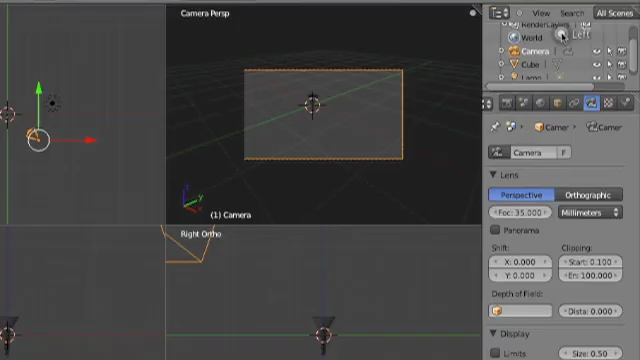 Camera Persp
View Search All Scenes
RenderLayers
World
Left
Camera
Cube
Lamp
Camer Camer
Camera F
Lens
Perspective Orthographic
Foc: 35.000 Millimeters
Panorama
Shift: Clipping:
X: 0.000 Start: 0.100
Y: 0.000 En: 100.000
Depth of Field:
Dista: 0.000
Display
Limits Size: 0.50
y
x
(1) Camera
Right Ortho